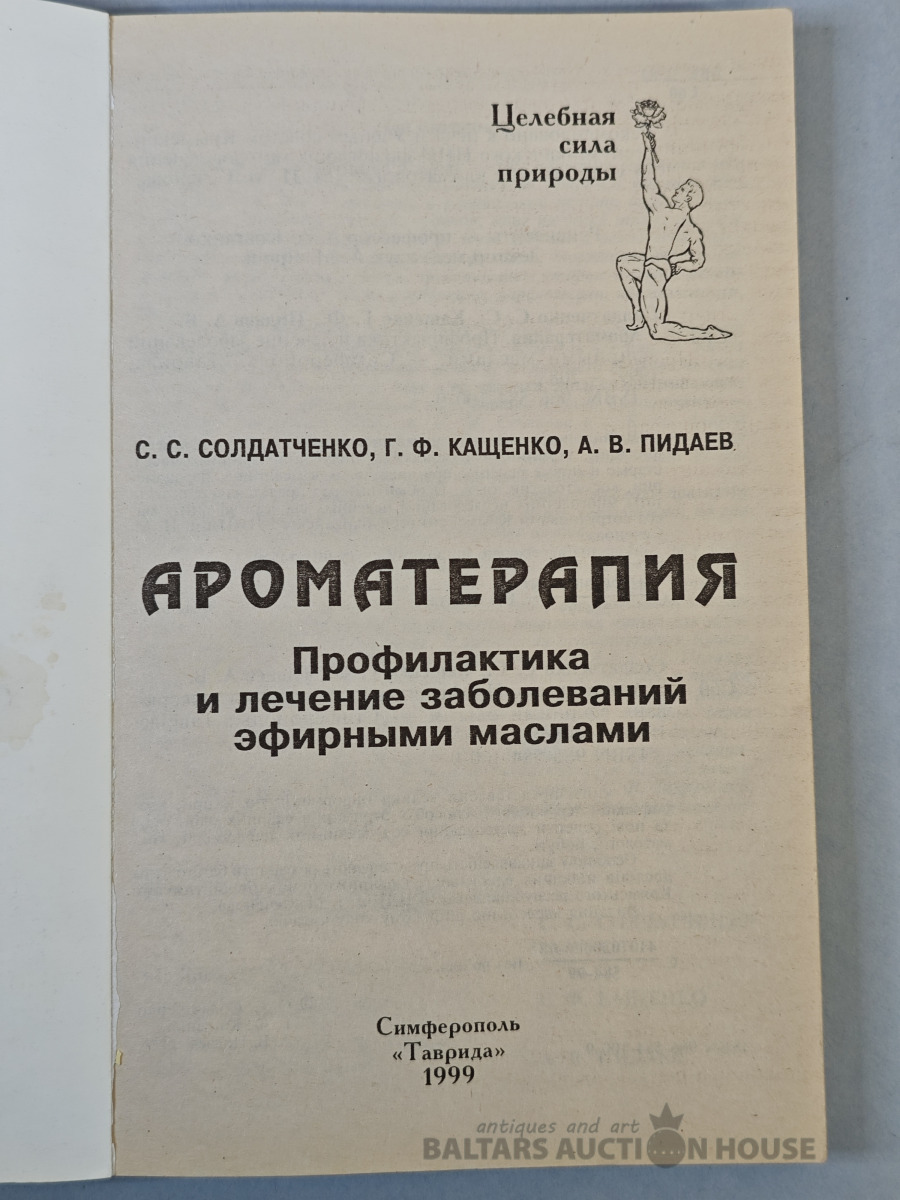 Целебная
сила
природы
С. С. СОЛДАТЧЕНКО, Г. Ф. КАЩЕНКО, А. В. ПИДАЕВ
АРОМАТЕРАПИЯ
Профилактика
и лечение заболеваний
эфирными маслами
Симферополь
«Таврида»
1999
antiques and art
BALTARS AUCTION HOUSE